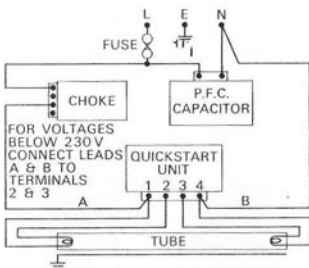 L E N
FUSE
CHOKE
P.F.C.
CAPACITOR
FOR VOLTAGES
BELOW 230V
CONNECT LEADS
A & B TO
TERMINALS
2 & 3
QUICKSTART
UNIT
1 2 3 4
A B
TUBE